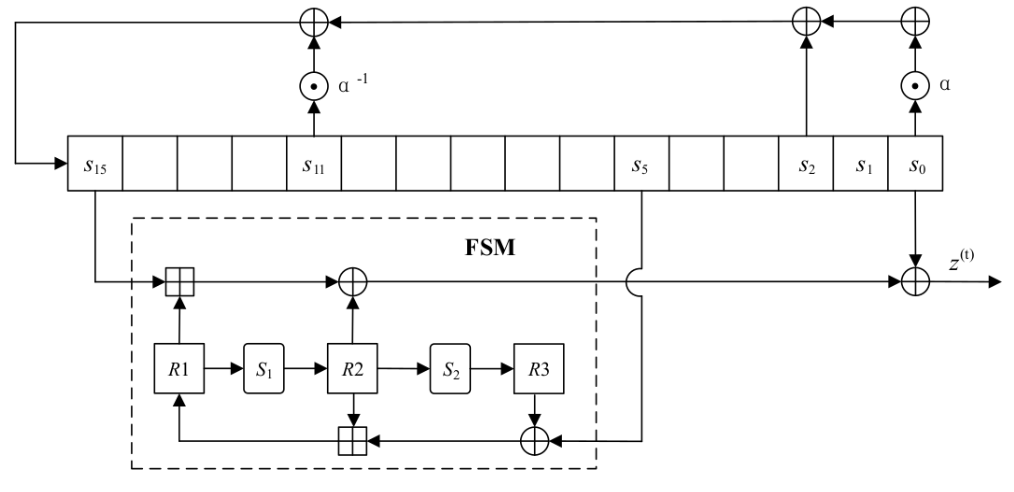 α⁻¹
α
s₁₅
s₁₁
s₅
s₂
s₁
s₀
FSM
z⁽ᵗ⁾
R1
S₁
R2
S₂
R3